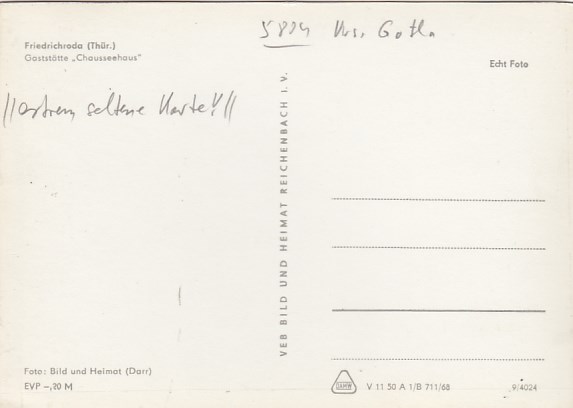 5804 Krs. Gotha
Friedrichroda (Thür.)
Gaststätte „Chausseehaus"
Echt Foto
//extrem seltene Karte!!//
VEB BILD UND HEIMAT REICHENBACH I. V.
Foto: Bild und Heimat (Darr)
EVP –,20 M
DAMW
V 11 50 A 1/B 711/68
9/4024